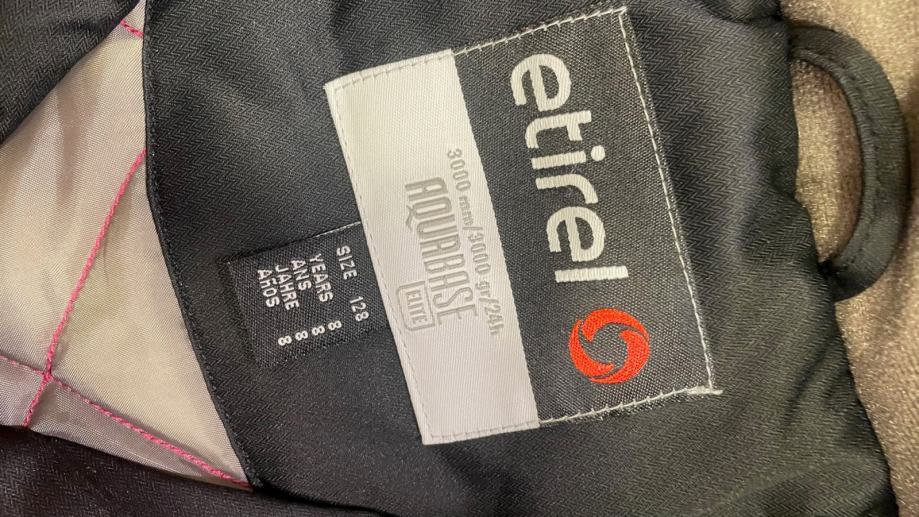 etirel
3000 mm/3000 gr/24h
AQUABASE
ELITE
SIZE 128
YEARS 8
ANS 8
JAHRE 8
AÑOS 8